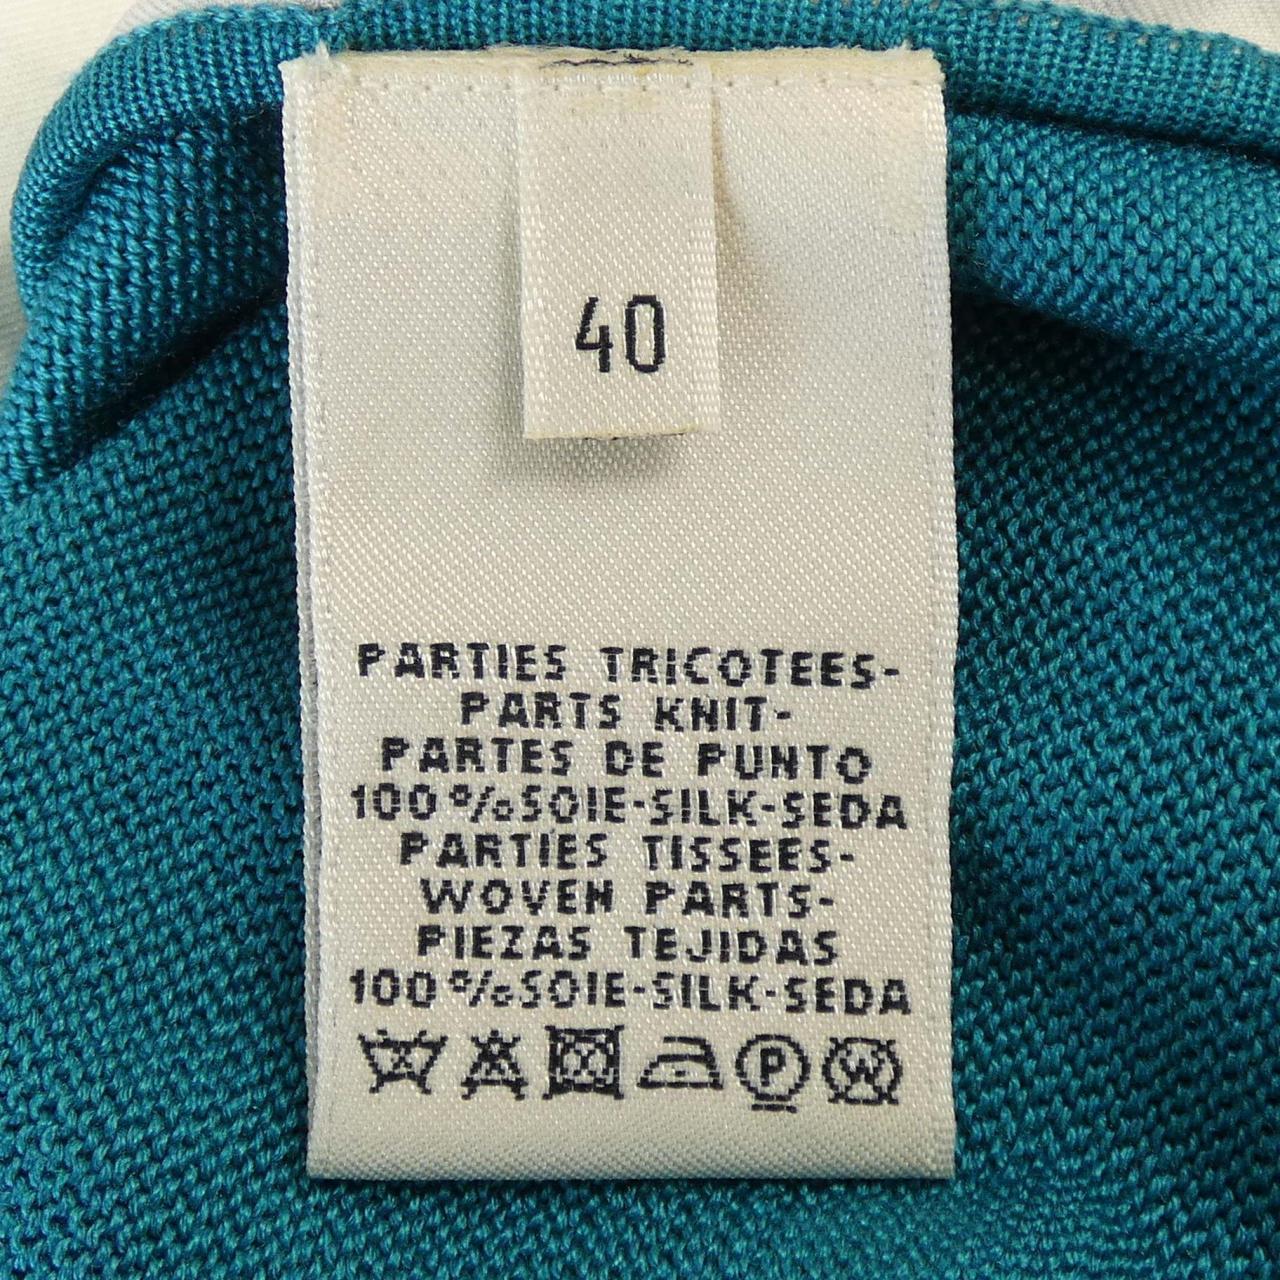 40
PARTIES TRICOTEES-
PARTS KNIT-
PARTES DE PUNTO
100%SOIE-SILK-SEDA
PARTIES TISSEES-
WOVEN PARTS-
PIEZAS TEJIDAS
100%SOIE-SILK-SEDA
P W